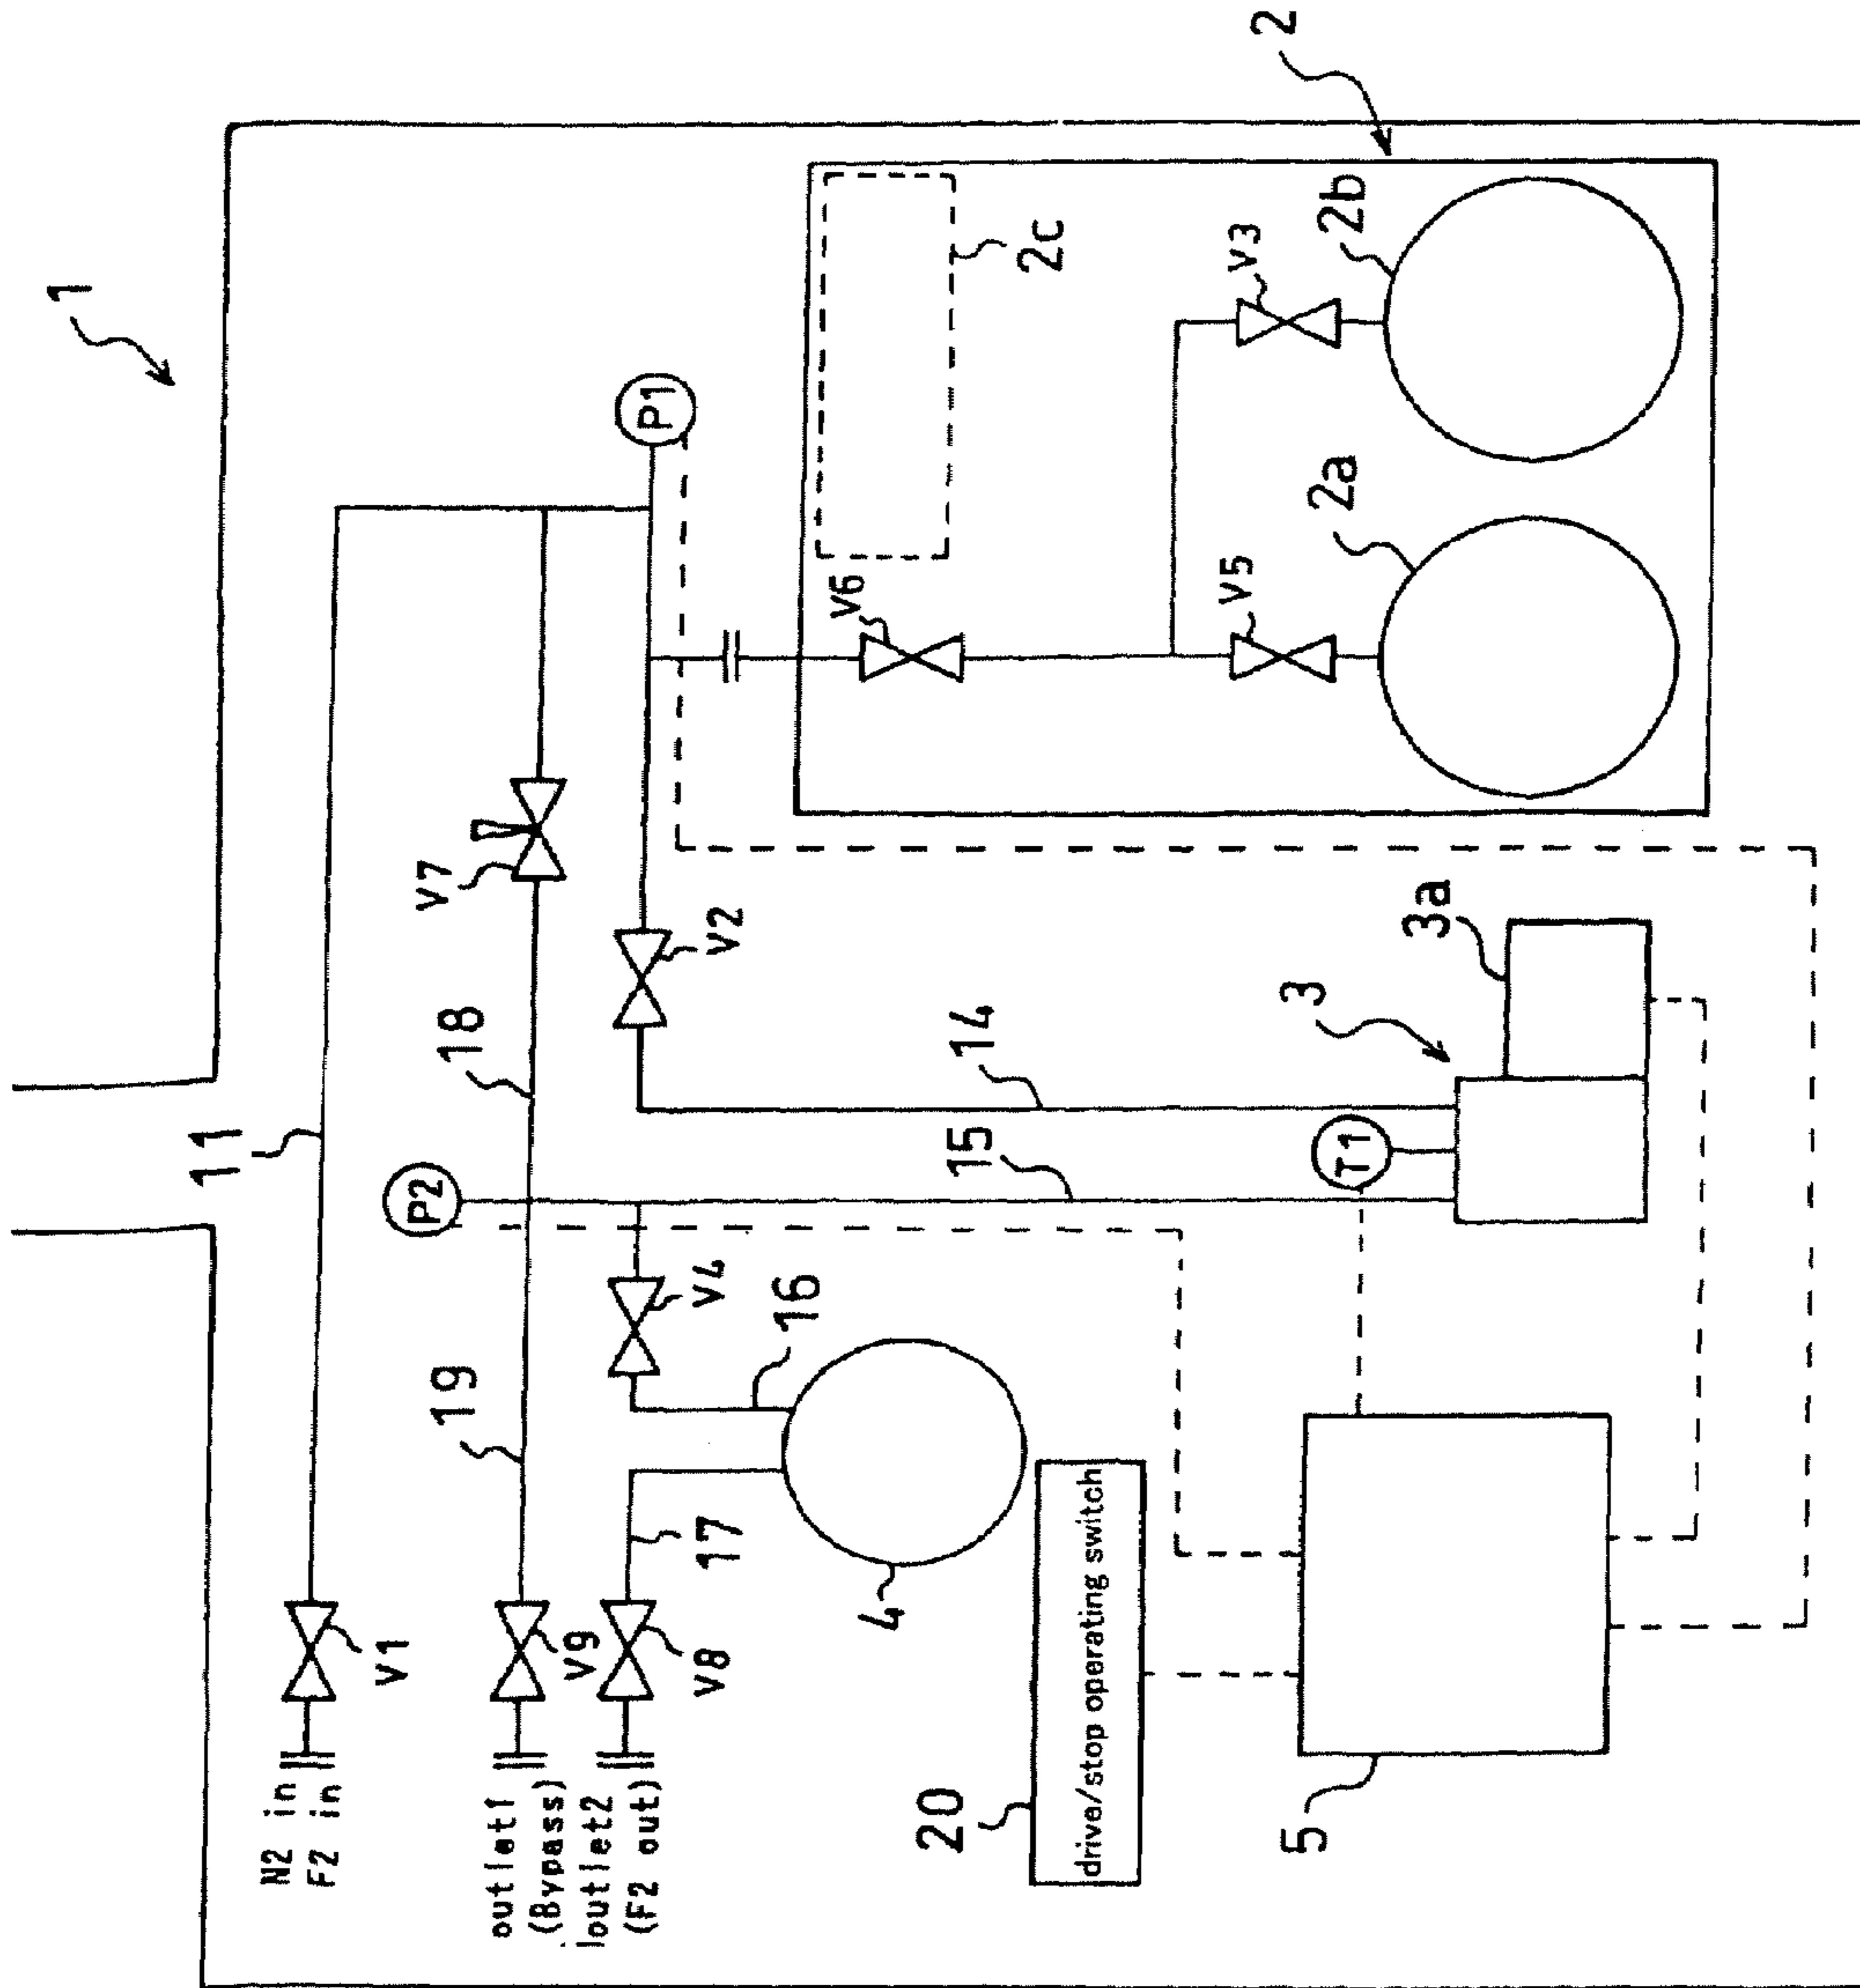 1
11
P2
18
19
P1
V7
V1
N2 in
F2 in
outlet1
(Bypass)
outlet2
(F2 out)
V9
V8
17
V4
16
4
V2
14
15
T1
3
3a
V6
2c
2
V5
V3
2a
2b
20
drive/stop operating switch
5